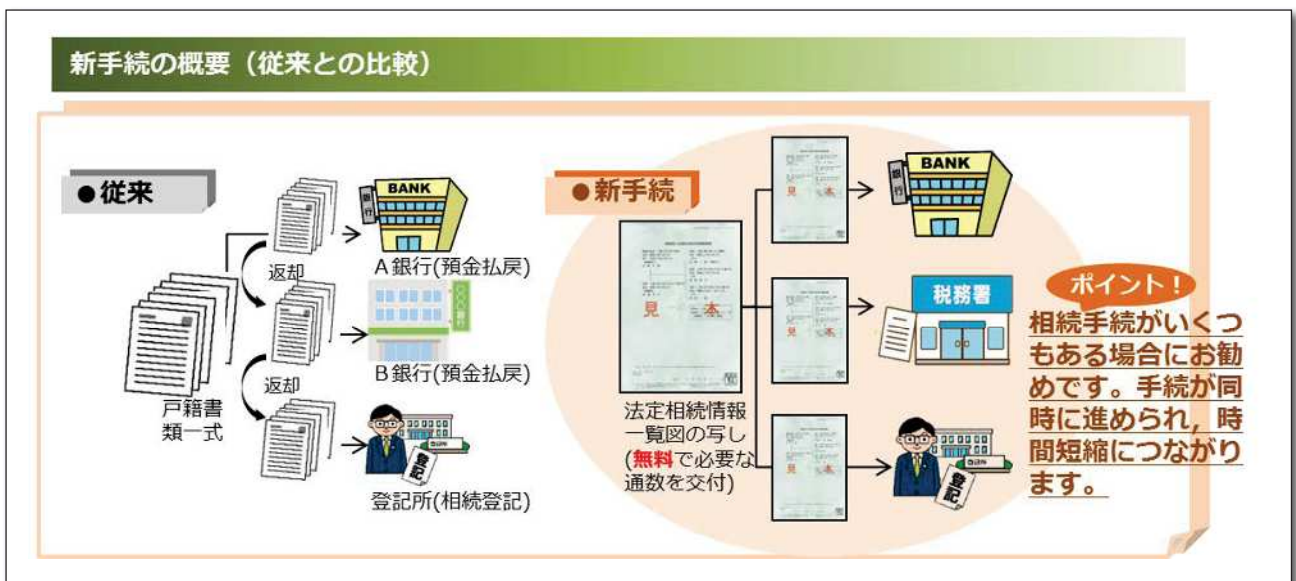 新手続の概要（従来との比較）
●従来
返却
返却
戸籍書
類一式
BANK
銀行
A銀行(預金払戻)
〇〇〇銀行
B銀行(預金払戻)
登記
登記所(相続登記)
●新手続
見本
法定相続情報
一覧図の写し
(無料で必要な
通数を交付)
見本
見本
見本
BANK
銀行
税務署
登記
ポイント！
相続手続がいくつ
もある場合にお勧
めです。手続が同
時に進められ，時
間短縮につながり
ます。